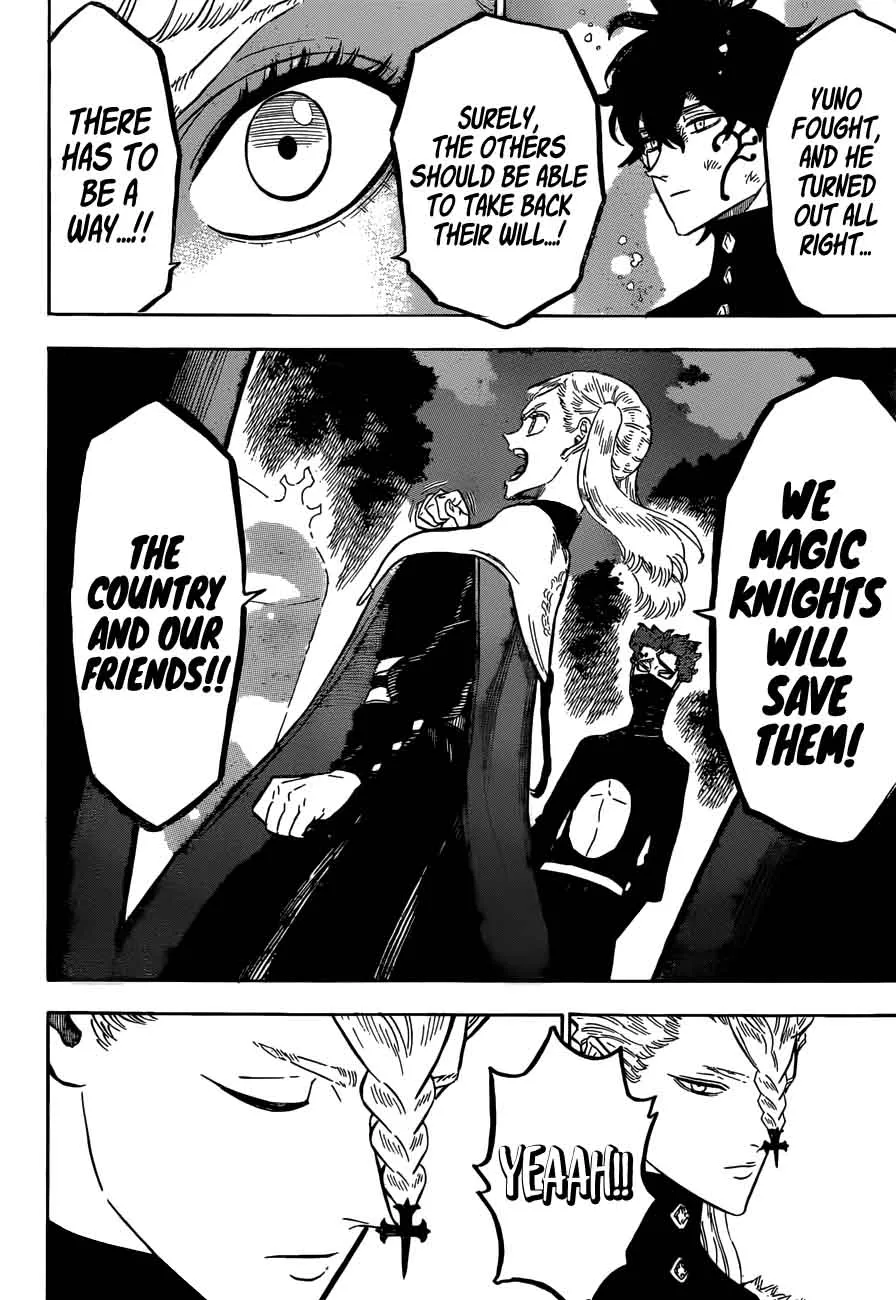 YUNO
FOUGHT,
AND HE
TURNED
OUT ALL
RIGHT...
SURELY,
THE OTHERS
SHOULD BE ABLE
TO TAKE BACK
THEIR WILL...!
THERE
HAS TO
BE A
WAY...!!
WE
MAGIC
KNIGHTS
WILL
SAVE
THEM!
THE
COUNTRY
AND OUR
FRIENDS!!
YEAAH!!